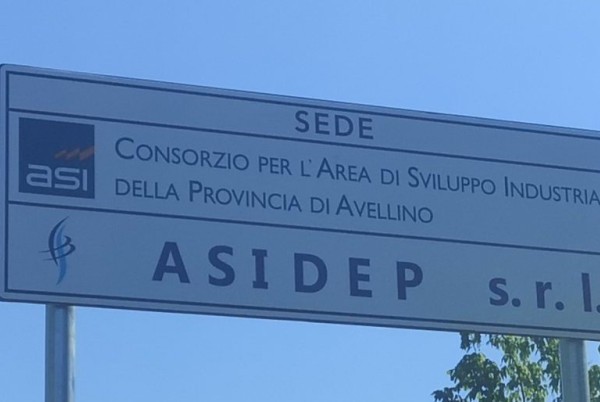 SEDE
asi
CONSORZIO PER L'AREA DI SVILUPPO INDUSTRIA
DELLA PROVINCIA DI AVELLINO
ASIDEP s.r.l.